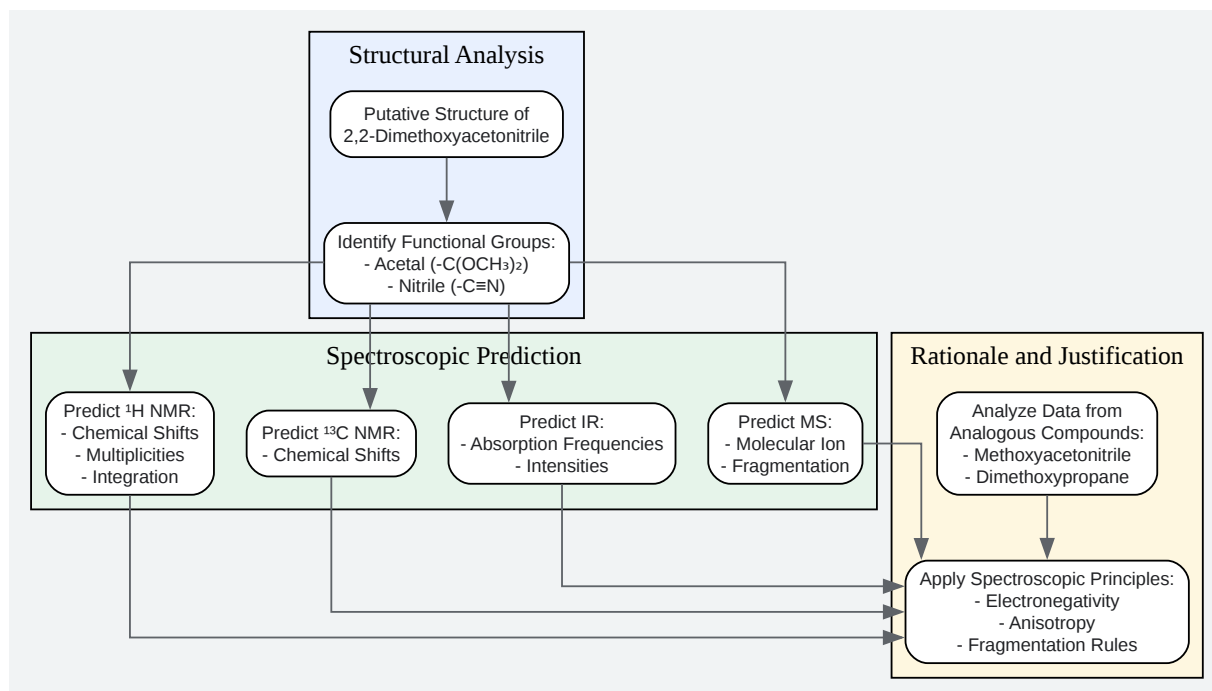 Structural Analysis
Putative Structure of
2,2-Dimethoxyacetonitrile
Identify Functional Groups:
- Acetal (-C(OCH₃)₂)
- Nitrile (-C≡N)
Spectroscopic Prediction
Predict ¹H NMR:
- Chemical Shifts
- Multiplicities
- Integration
Predict ¹³C NMR:
- Chemical Shifts
Predict IR:
- Absorption Frequencies
- Intensities
Predict MS:
- Molecular Ion
- Fragmentation
Rationale and Justification
Analyze Data from
Analogous Compounds:
- Methoxyacetonitrile
- Dimethoxypropane
Apply Spectroscopic Principles:
- Electronegativity
- Anisotropy
- Fragmentation Rules